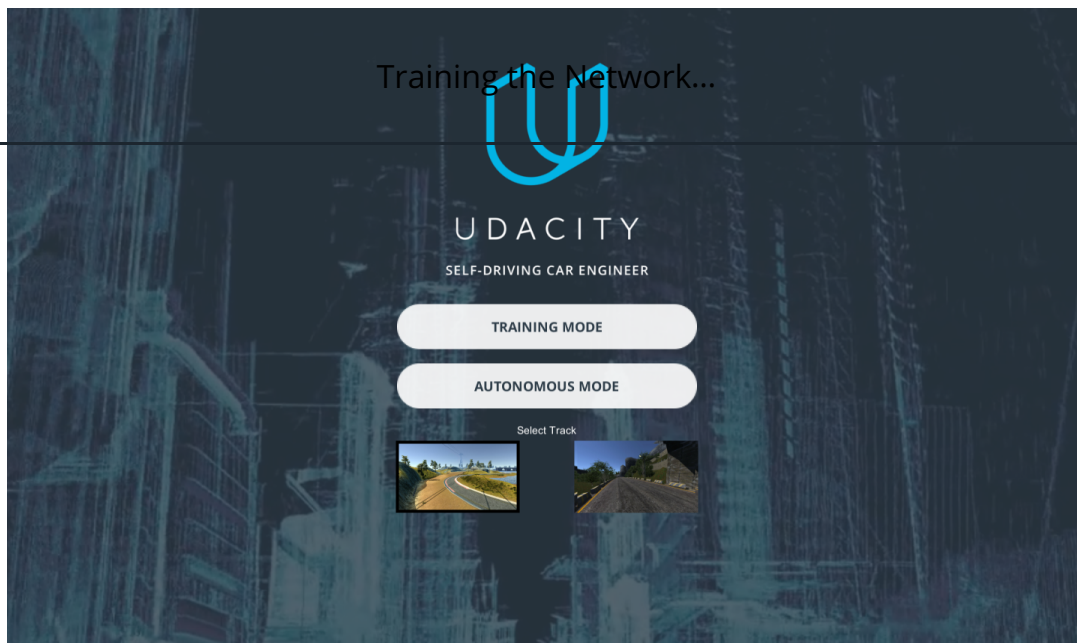 Training the Network...
UDACITY
SELF-DRIVING CAR ENGINEER
TRAINING MODE
AUTONOMOUS MODE
Select Track